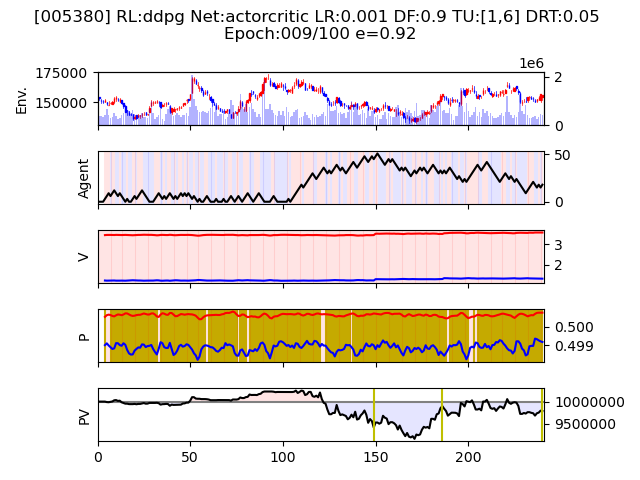 [005380] RL:ddpg Net:actorcritic LR:0.001 DF:0.9 TU:[1,6] DRT:0.05
Epoch:009/100 e=0.92
1e6
175000
150000
Env.
2
0
Agent
50
0
V
3
2
P
0.500
0.499
PV
10000000
9500000
0 50 100 150 200